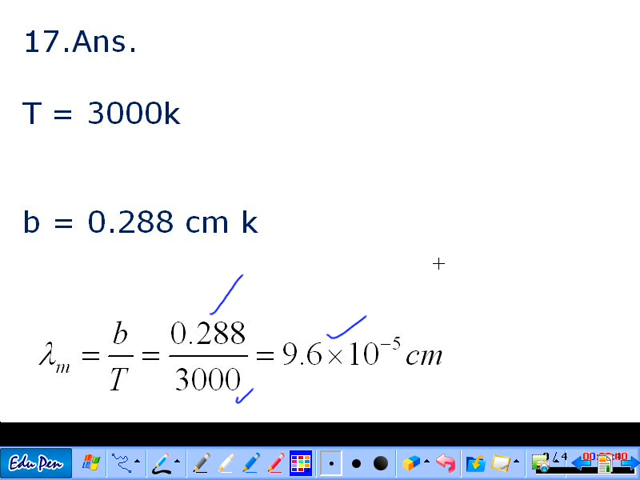 17.Ans.
T = 3000k
b = 0.288 cm k
λₘ = b/T = 0.288/3000 = 9.6×10⁻⁵ cm
Edu Pen